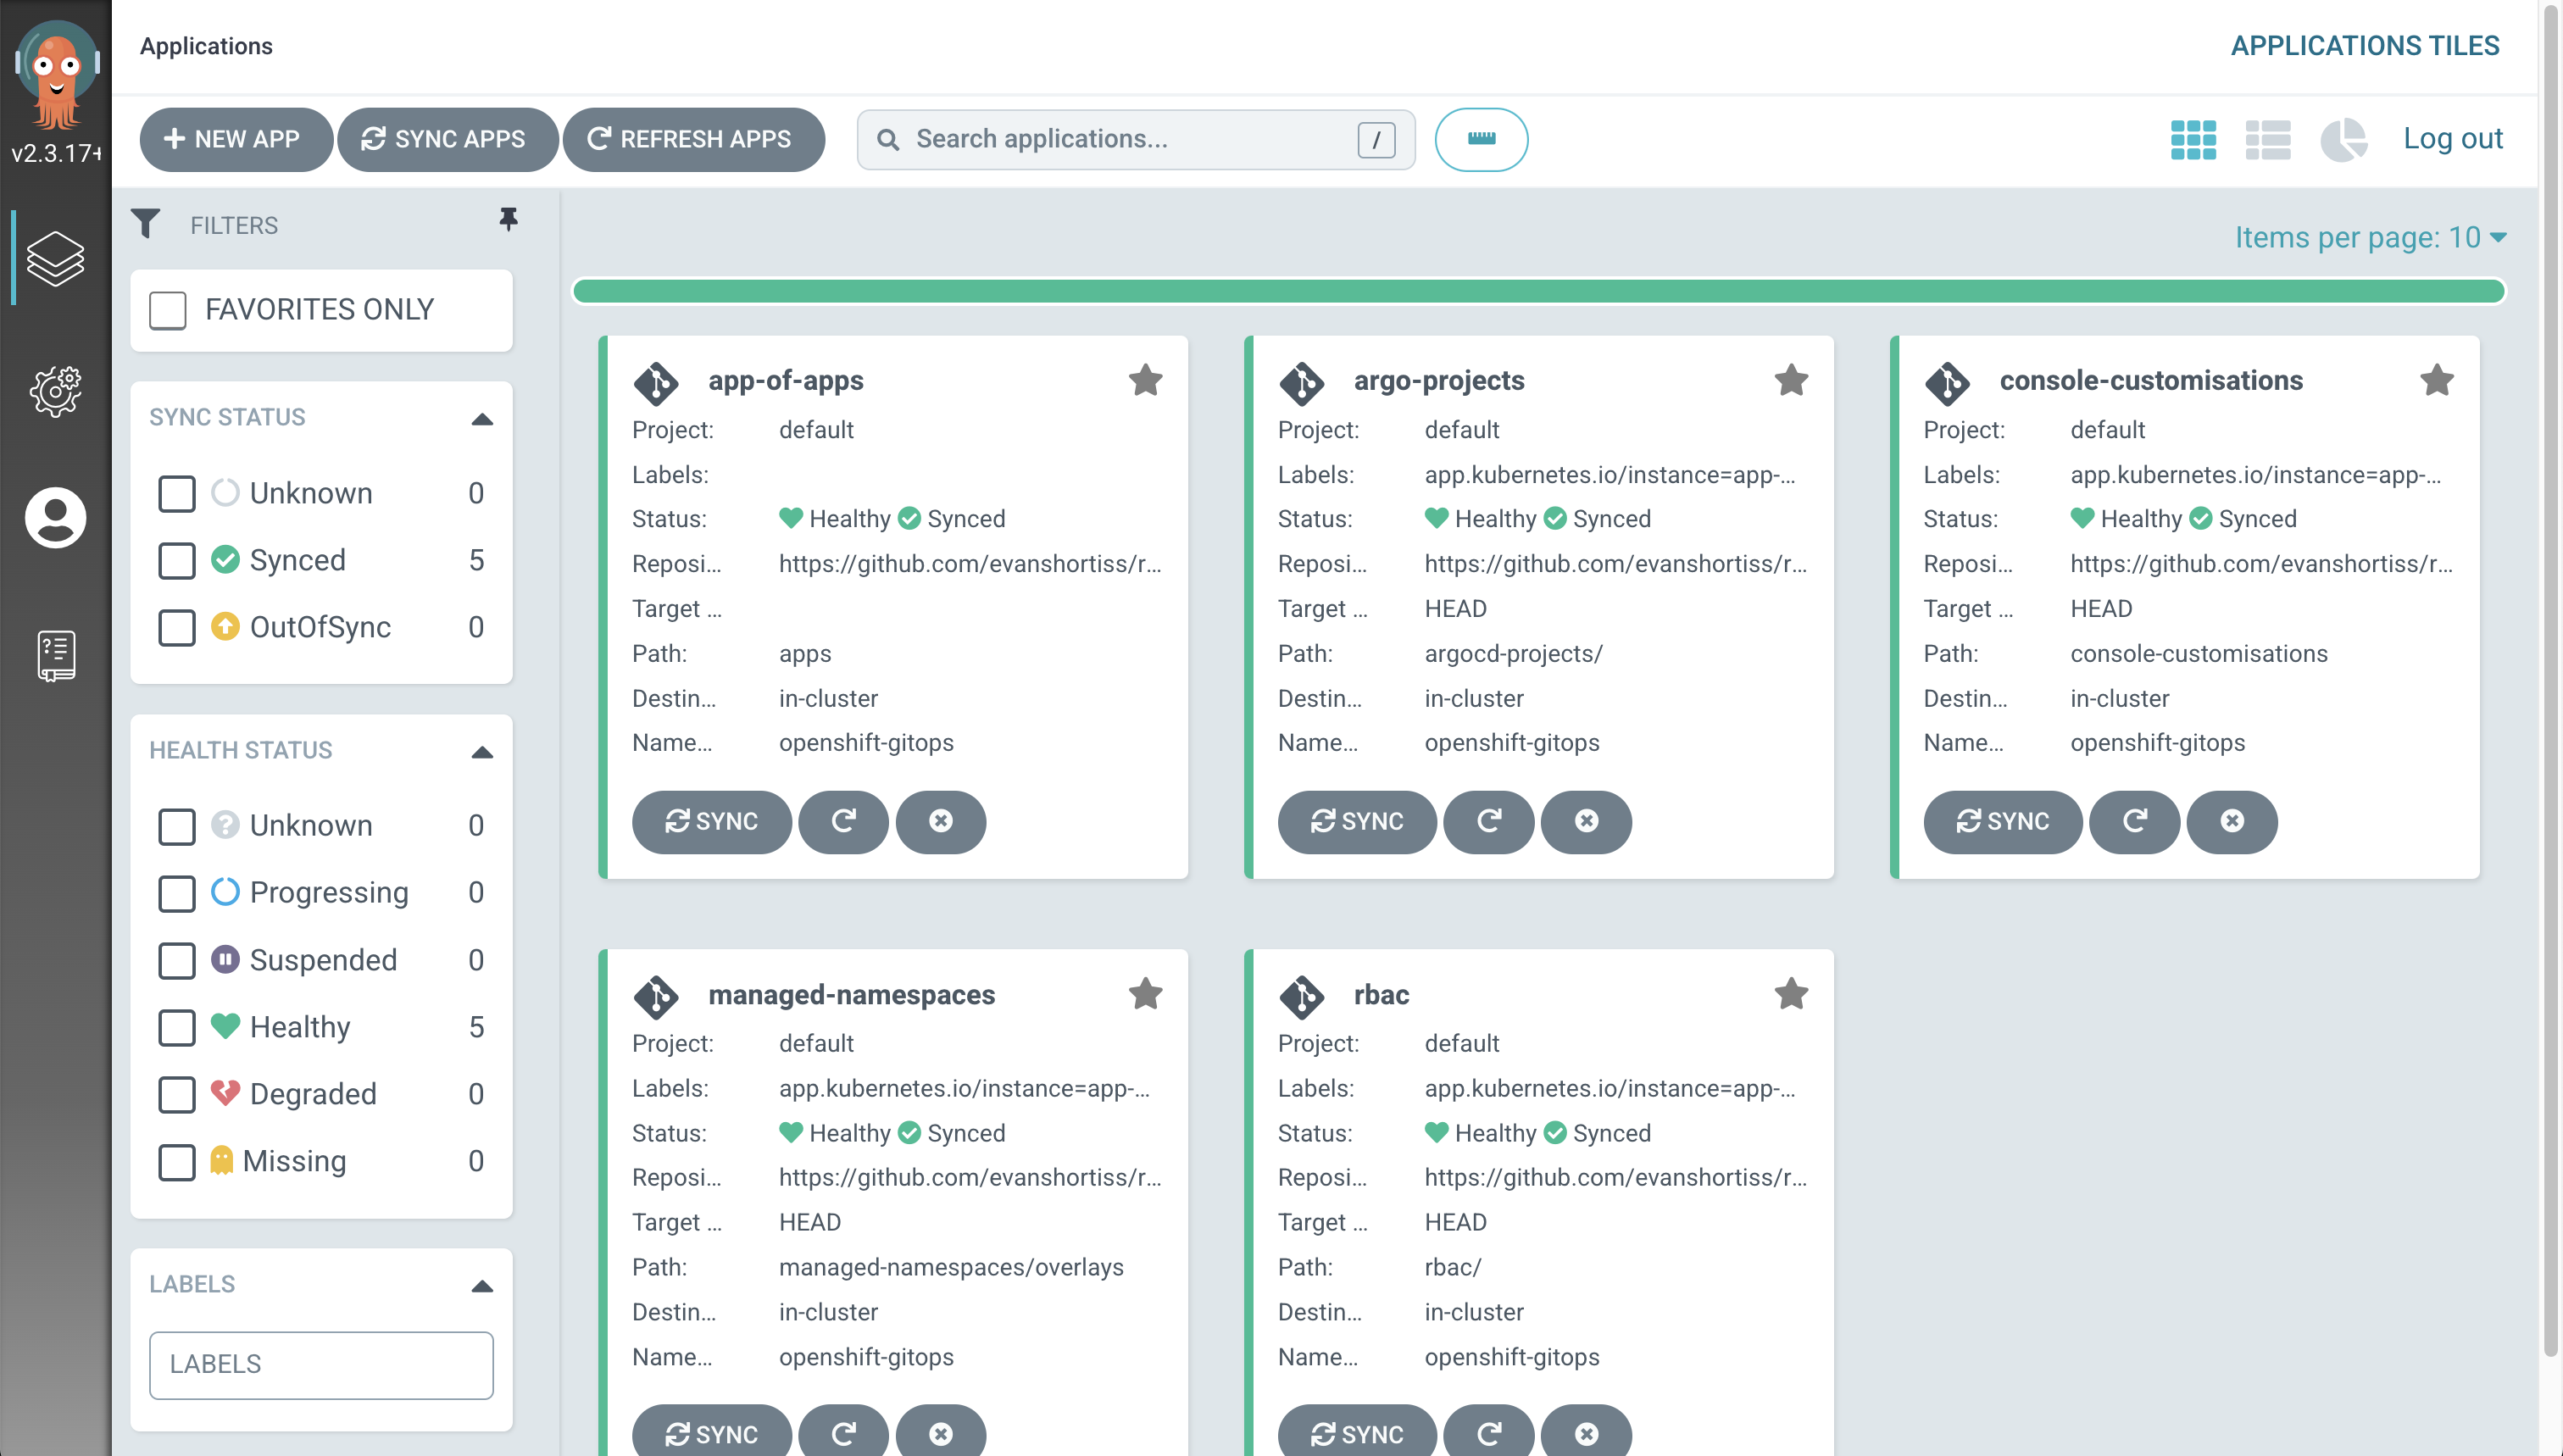 Applications
APPLICATIONS TILES
v2.3.17+
NEW APP
SYNC APPS
REFRESH APPS
Search applications...
/
Log out
FILTERS
FAVORITES ONLY
SYNC STATUS
Unknown 0
Synced 5
OutOfSync 0
HEALTH STATUS
Unknown 0
Progressing 0
Suspended 0
Healthy 5
Degraded 0
Missing 0
LABELS
LABELS
Items per page: 10
app-of-apps
Project: default
Labels:
Status: Healthy Synced
Reposi... https://github.com/evanshortiss/r...
Target ...
Path: apps
Destin... in-cluster
Name... openshift-gitops
SYNC
argo-projects
Project: default
Labels: app.kubernetes.io/instance=app-...
Status: Healthy Synced
Reposi... https://github.com/evanshortiss/r...
Target ... HEAD
Path: argocd-projects/
Destin... in-cluster
Name... openshift-gitops
SYNC
console-customisations
Project: default
Labels: app.kubernetes.io/instance=app-...
Status: Healthy Synced
Reposi... https://github.com/evanshortiss/r...
Target ... HEAD
Path: console-customisations
Destin... in-cluster
Name... openshift-gitops
SYNC
managed-namespaces
Project: default
Labels: app.kubernetes.io/instance=app-...
Status: Healthy Synced
Reposi... https://github.com/evanshortiss/r...
Target ... HEAD
Path: managed-namespaces/overlays
Destin... in-cluster
Name... openshift-gitops
SYNC
rbac
Project: default
Labels: app.kubernetes.io/instance=app-...
Status: Healthy Synced
Reposi... https://github.com/evanshortiss/r...
Target ... HEAD
Path: rbac/
Destin... in-cluster
Name... openshift-gitops
SYNC